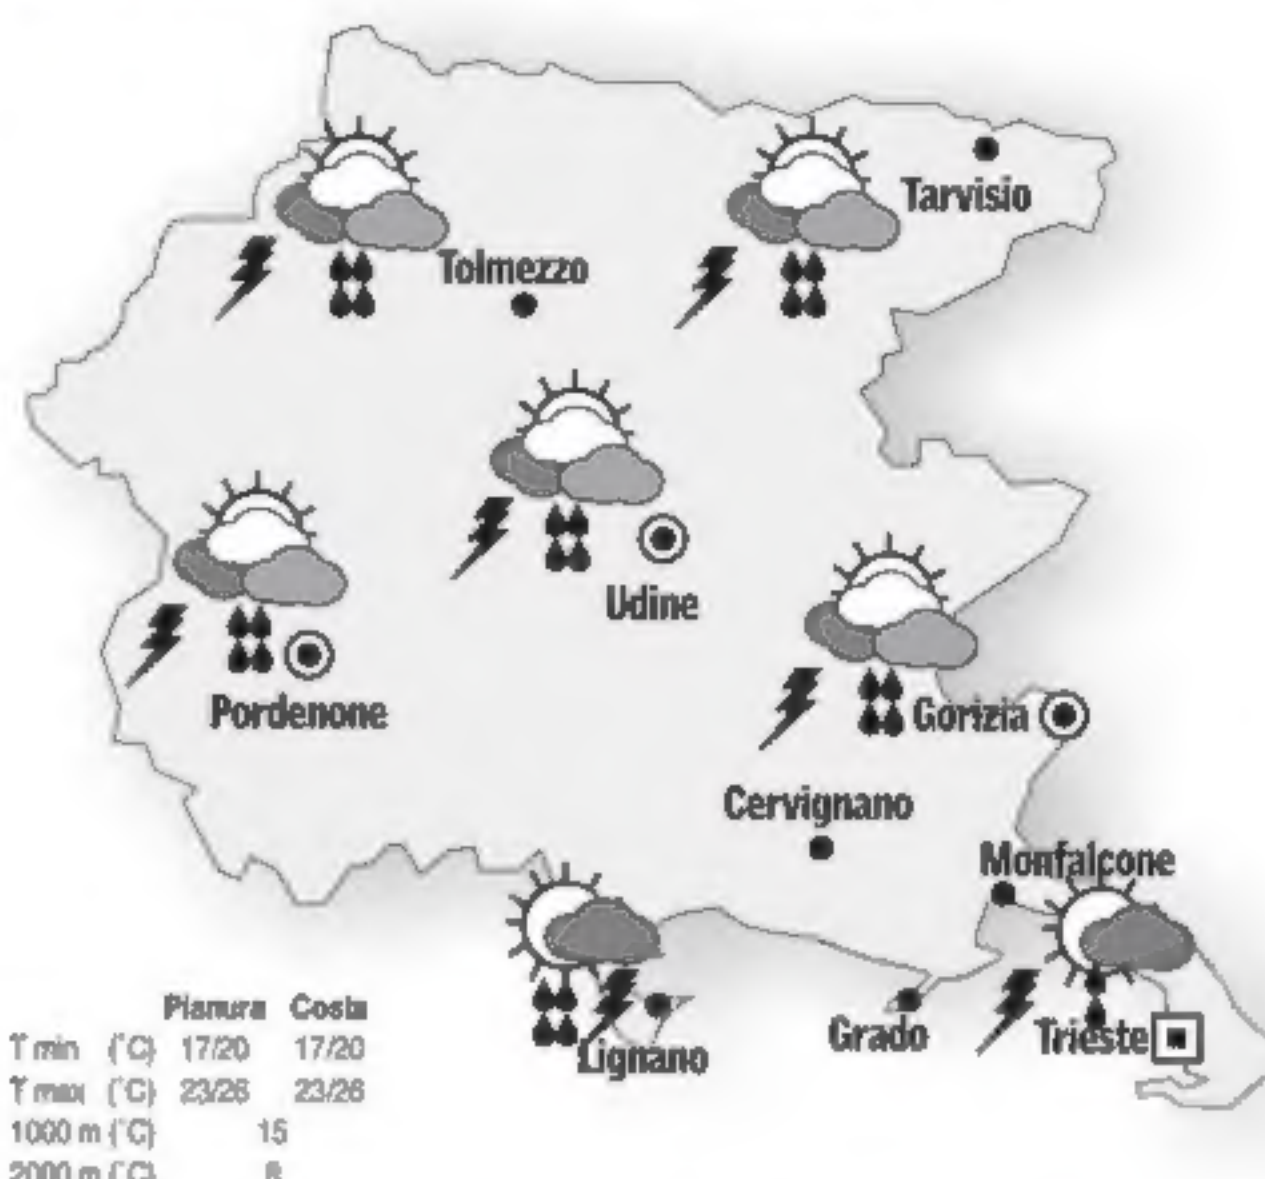 Tarvisio
Tolmezzo
Udine
Pordenone
Gorizia
Cervignano
Monfalcone
Grado
Trieste
Lignano
Pianura Costa
T min (°C) 17/20 17/20
T max (°C) 23/26 23/26
1000 m (°C) 15
2000 m (°C)